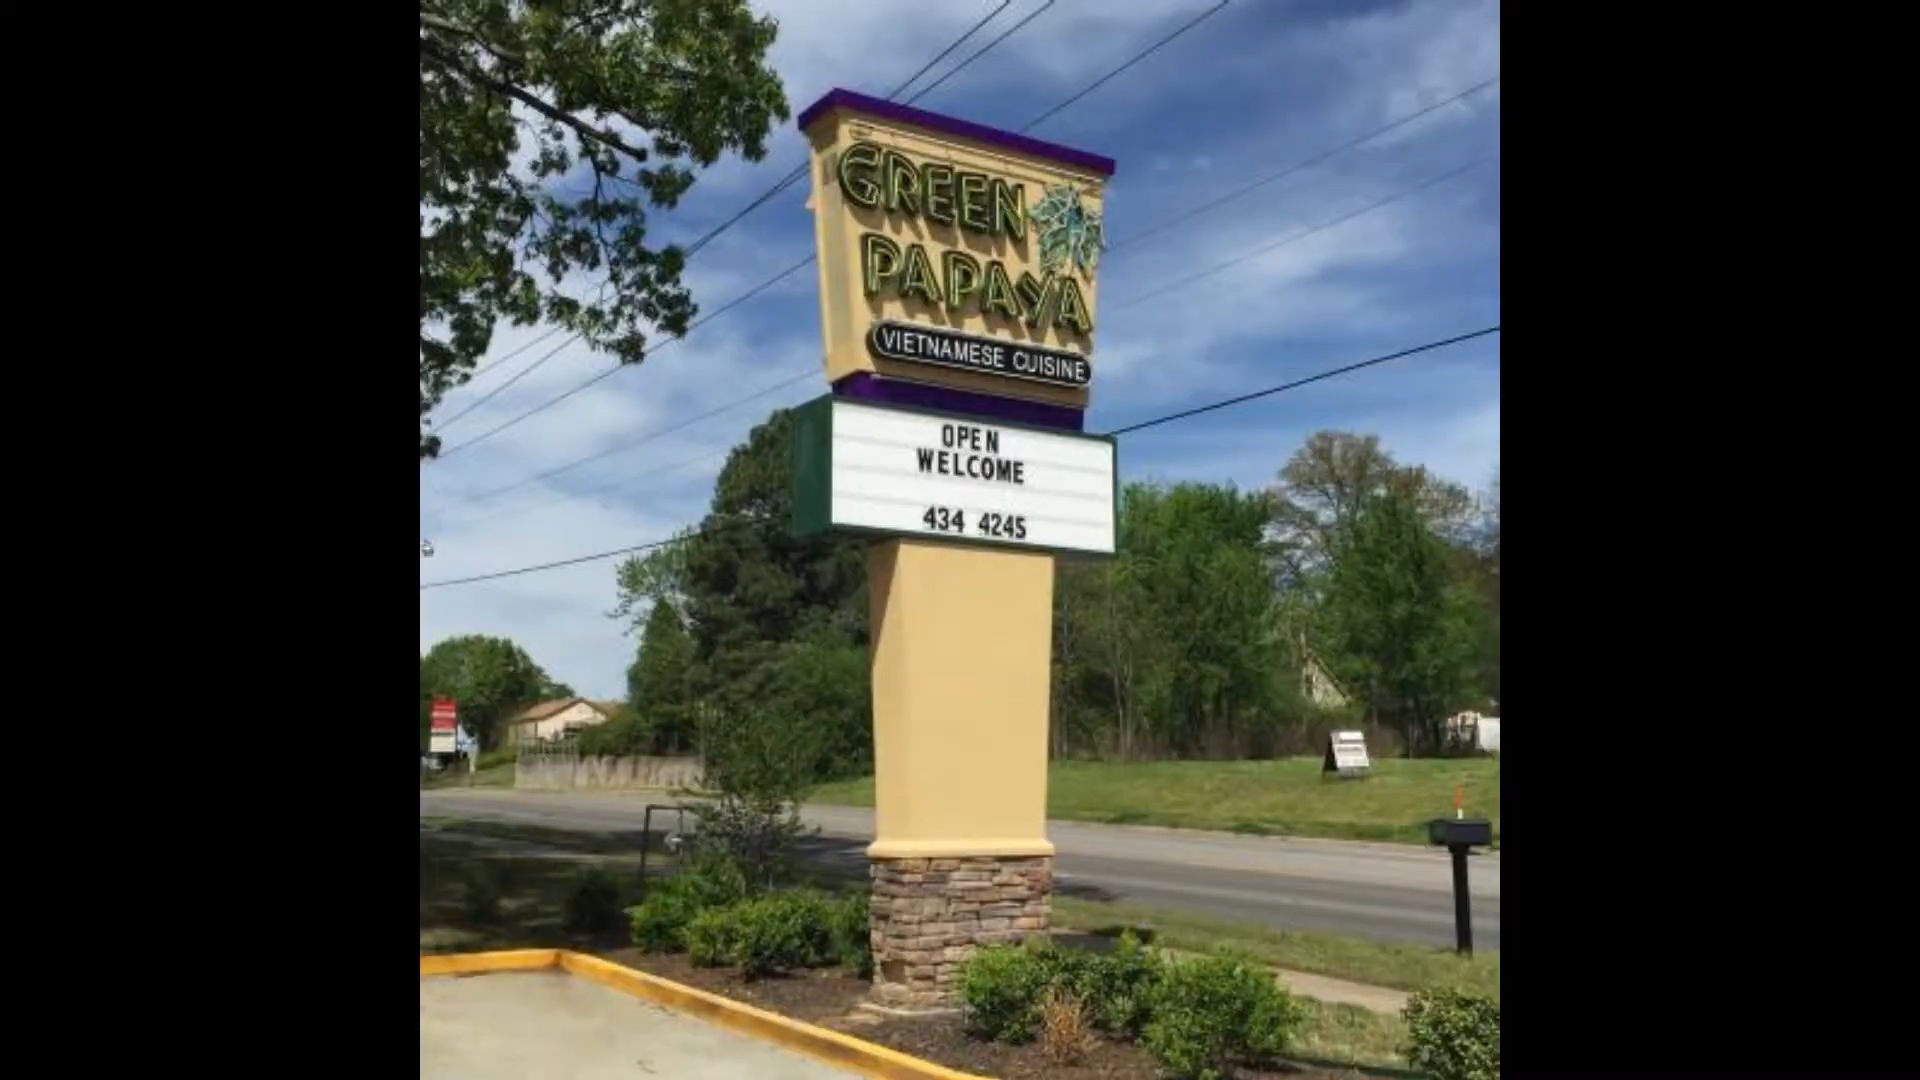 GREEN
PAPAYA
VIETNAMESE CUISINE
OPEN
WELCOME
434 4245